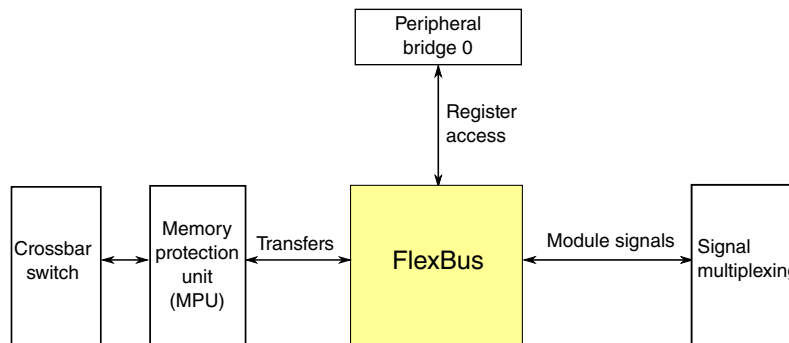 Peripheral
bridge 0
Register
access
Crossbar
switch
Memory
protection
unit
(MPU)
Transfers
FlexBus
Module signals
Signal
multiplexing